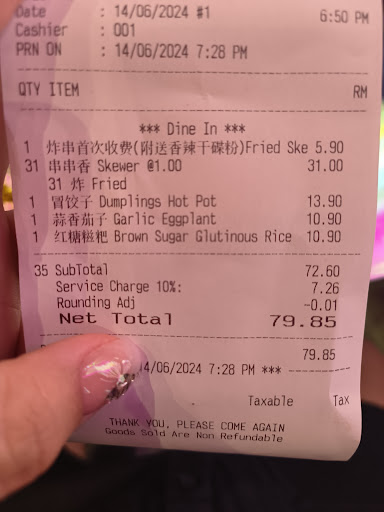 Date : 14/06/2024 #1 6:50 PM
Cashier : 001
PRN ON : 14/06/2024 7:28 PM
QTY ITEM RM
*** Dine In ***
1 炸串首次收费(附送香辣干碟粉)Fried Ske 5.90
31 串串香 Skewer @1.00 31.00
31 炸 Fried
1 冒饺子 Dumplings Hot Pot 13.90
1 蒜香茄子 Garlic Eggplant 10.90
1 红糖糍粑 Brown Sugar Glutinous Rice 10.90
35 SubTotal 72.60
Service Charge 10%: 7.26
Rounding Adj -0.01
Net Total 79.85
79.85
14/06/2024 7:28 PM ***
Taxable Tax
THANK YOU, PLEASE COME AGAIN
Goods Sold Are Non Refundable